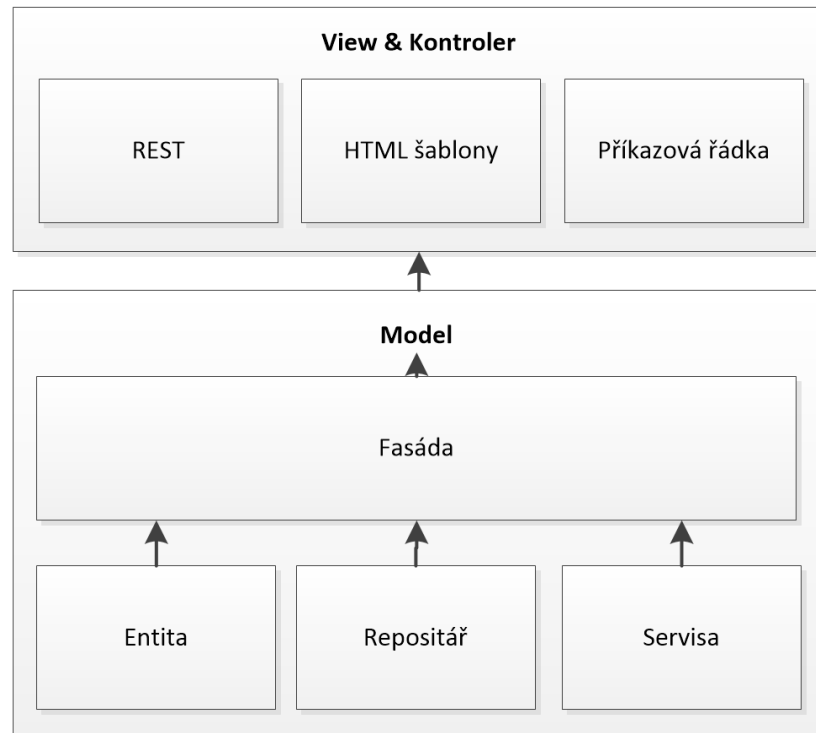 View & Kontroler
REST
HTML šablony
Příkazová řádka
Model
Fasáda
Entita
Repositář
Servisa